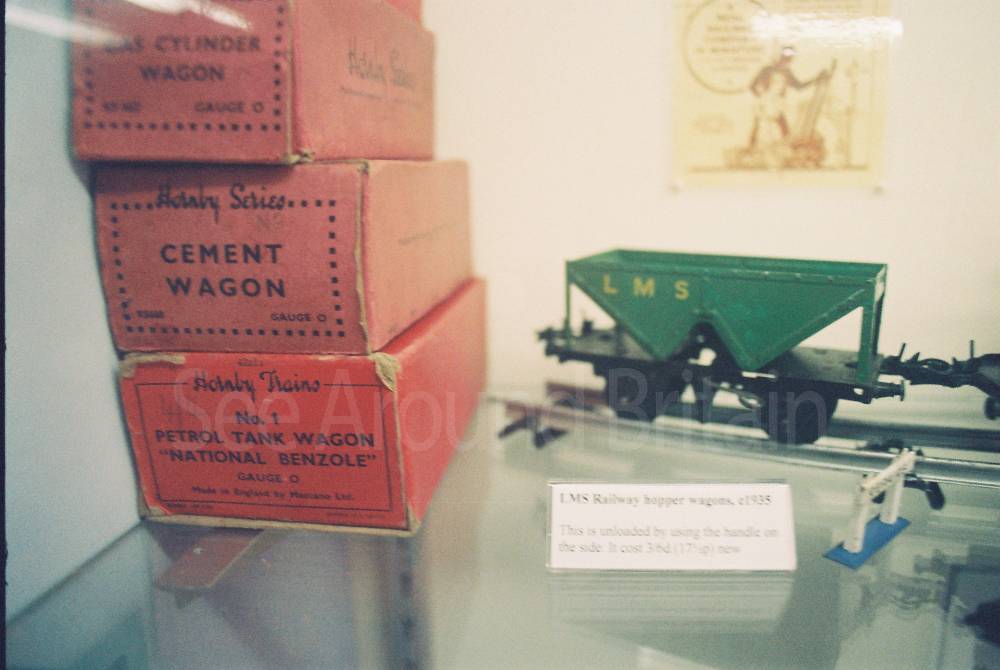 GAS CYLINDER
WAGON
GAUGE O
Hornby Series
Hornby Series
CEMENT
WAGON
GAUGE O
Hornby Trains
No. 1
PETROL TANK WAGON
"NATIONAL BENZOLE"
GAUGE O
Made in England by Meccano Ltd.
LMS
LMS Railway hopper wagons, c1935
This is unloaded by using the handle on
the side. It cost 3/6d (17½p) new
See Around Britain